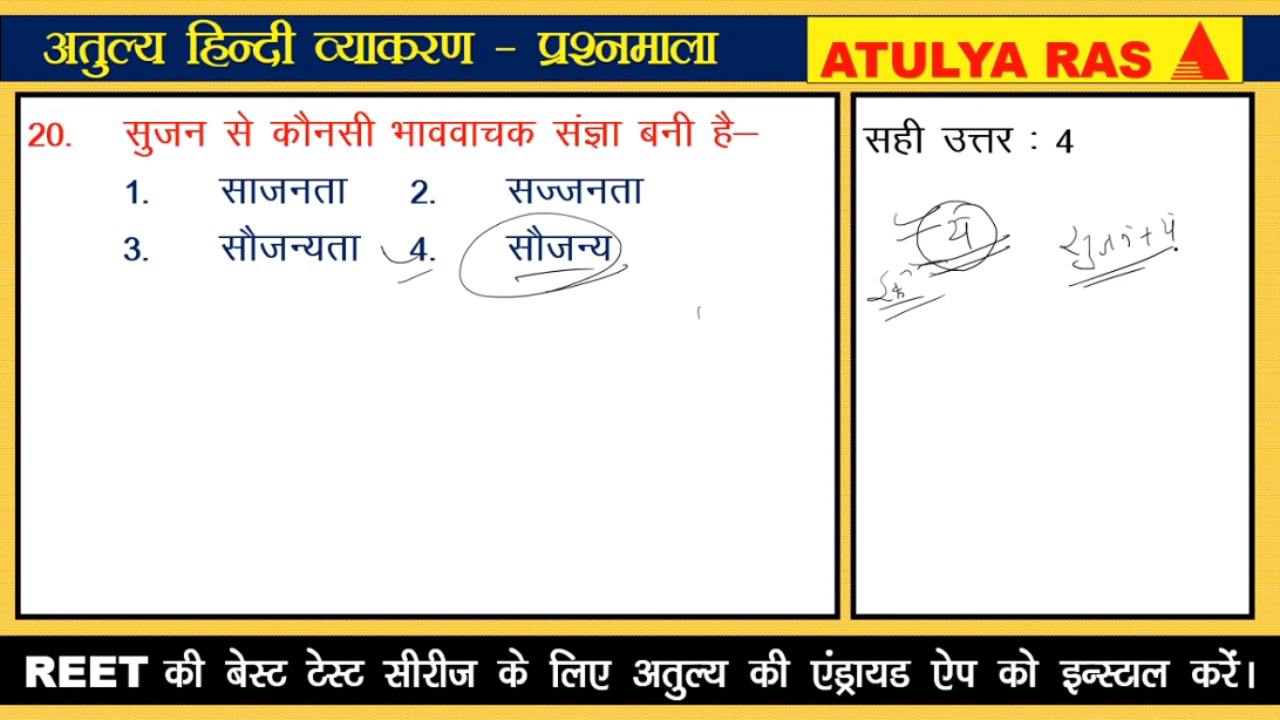 अतुल्य हिन्दी व्याकरण - प्रश्नमाला
ATULYA RAS
20. सुजन से कौनसी भाववाचक संज्ञा बनी है–
1. साजनता 2. सज्जनता
3. सौजन्यता 4. सौजन्य
सही उत्तर : 4
य
सुजन + य
REET की बेस्ट टेस्ट सीरीज के लिए अतुल्य की एंड्रायड ऐप को इन्स्टाल करें।